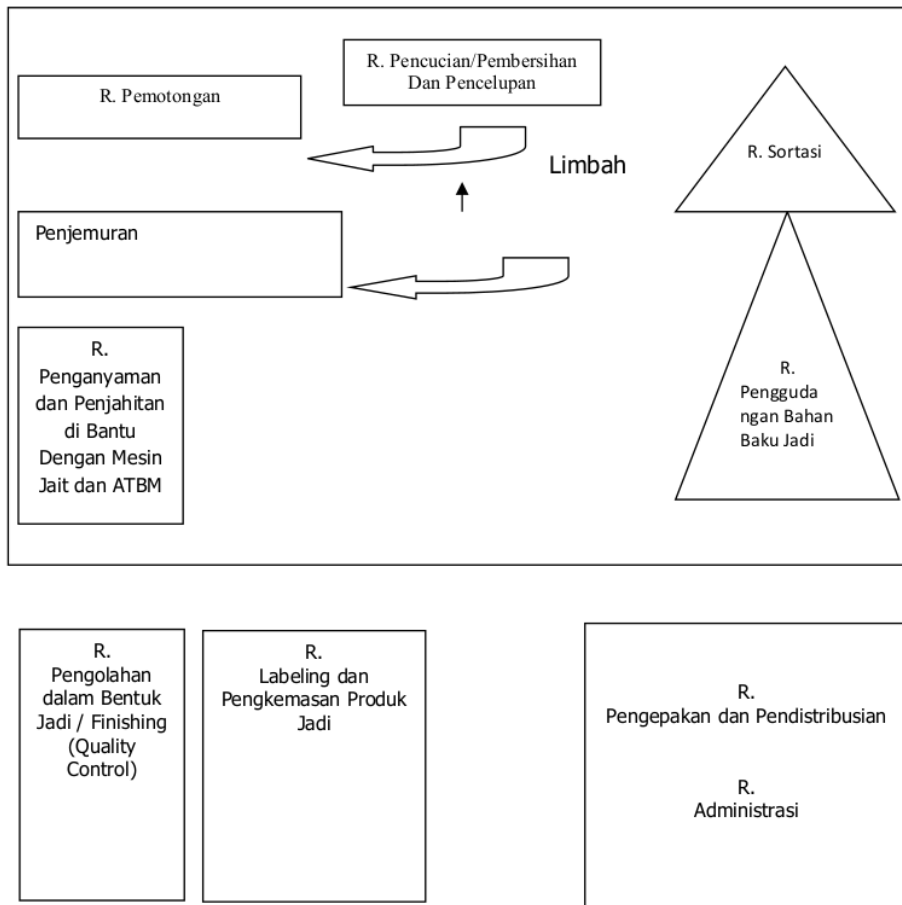 R. Pencucian/Pembersihan
Dan Pencelupan
R. Pemotongan
R. Sortasi
Limbah
Penjemuran
R.
Penganyaman
dan Penjahitan
di Bantu
Dengan Mesin
Jait dan ATBM
R.
Pengguda
ngan Bahan
Baku Jadi
R.
Pengolahan
dalam Bentuk
Jadi / Finishing
(Quality
Control)
R.
Labeling dan
Pengkemasan Produk
Jadi
R.
Pengepakan dan Pendistribusian
R.
Administrasi